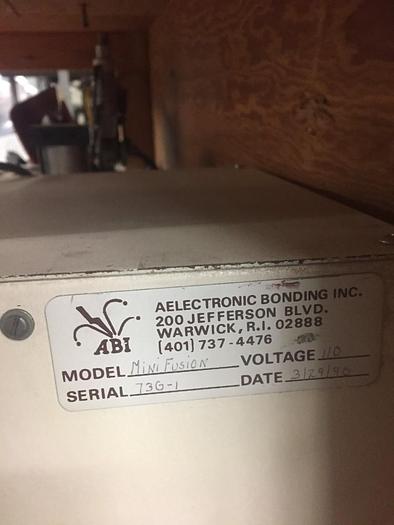 AELECTRONIC BONDING INC.
200 JEFFERSON BLVD.
WARWICK, R.I. 02888
(401) 737-4476
ABI
MODEL Mini Fusion VOLTAGE 110
SERIAL 73G-1 DATE 3/29/90